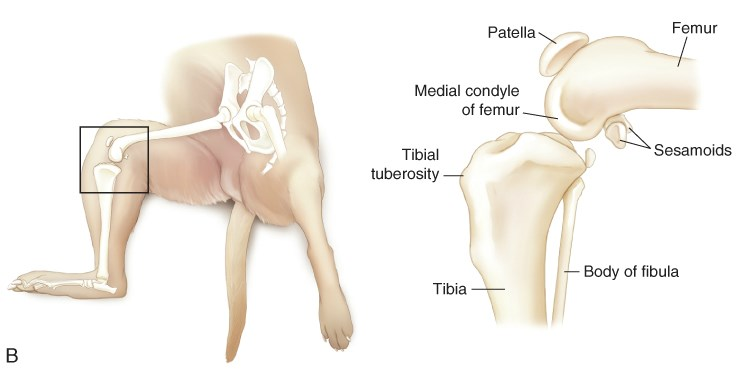 Patella
Femur
Medial condyle
of femur
Sesamoids
Tibial
tuberosity
Body of fibula
Tibia
B